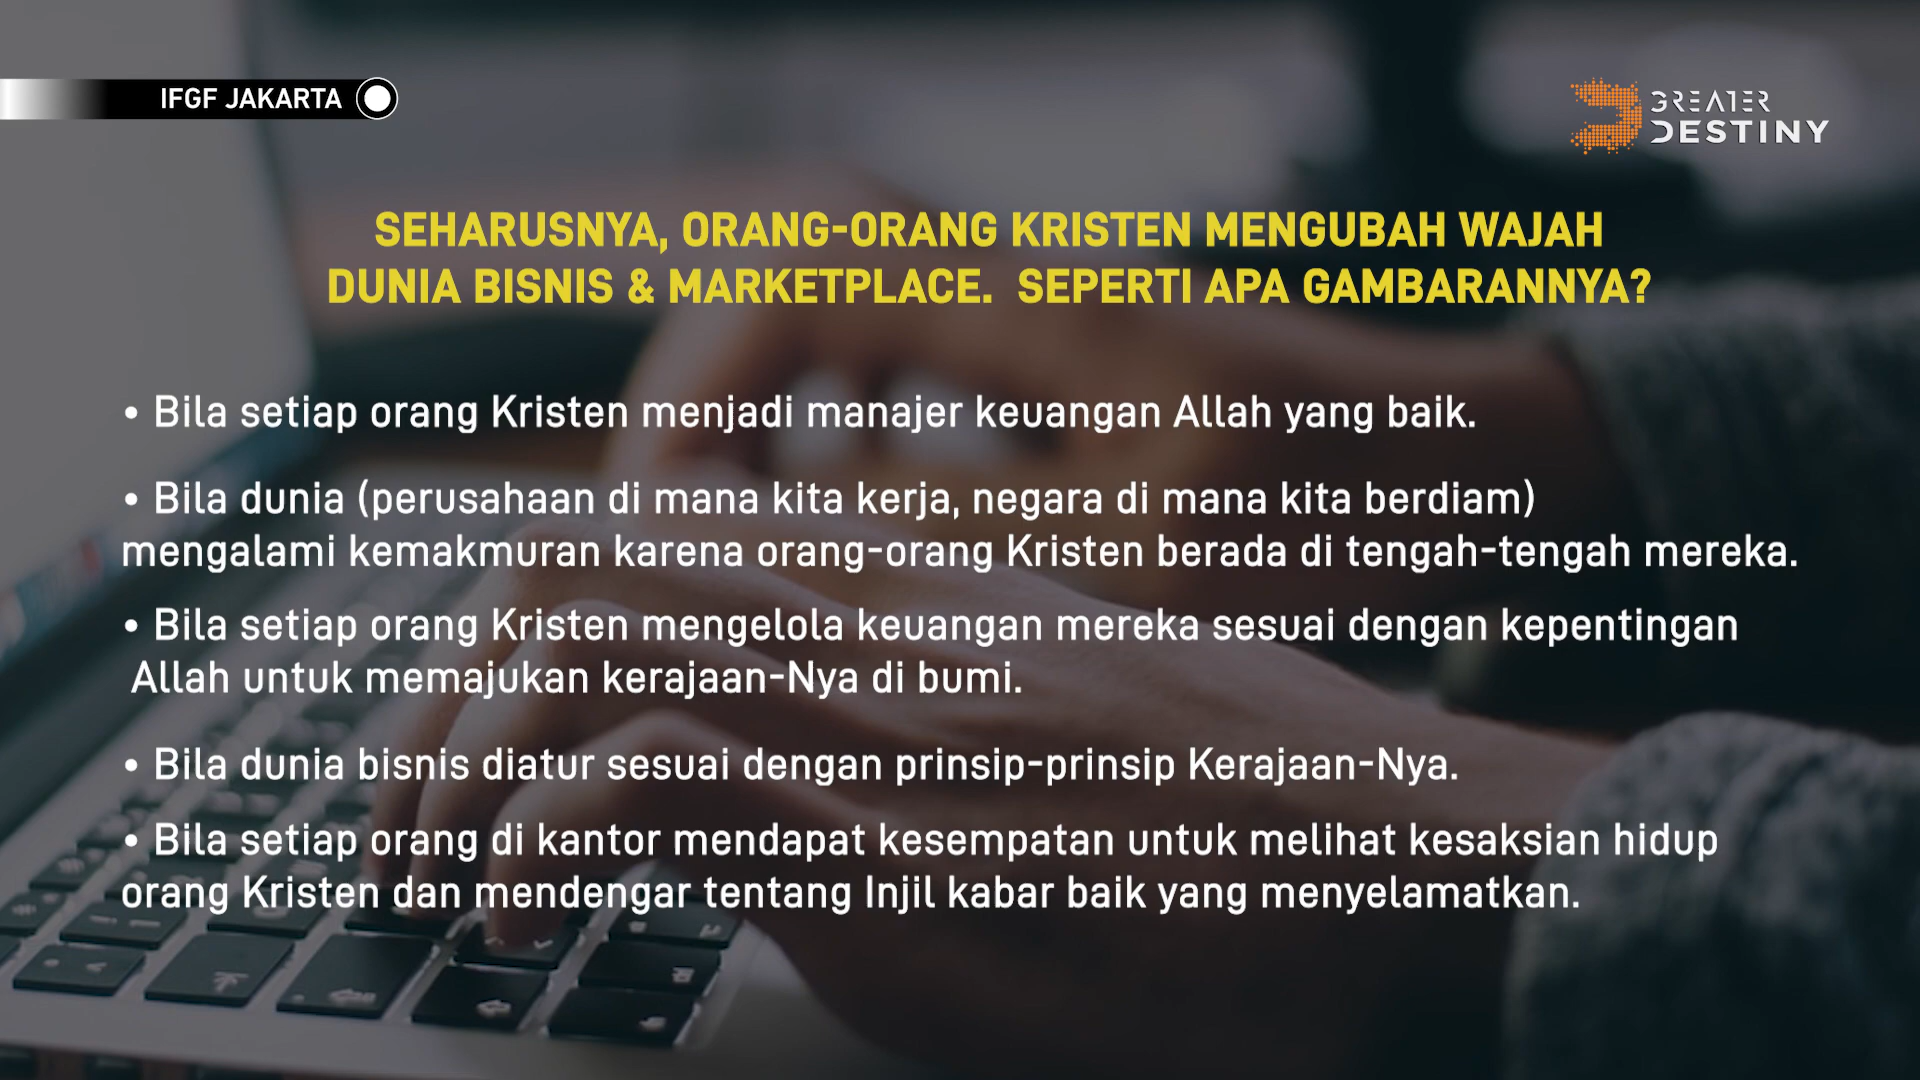 IFGF JAKARTA
GREATER
DESTINY
SEHARUSNYA, ORANG-ORANG KRISTEN MENGUBAH WAJAH
DUNIA BISNIS & MARKETPLACE. SEPERTI APA GAMBARANNYA?
• Bila setiap orang Kristen menjadi manajer keuangan Allah yang baik.
• Bila dunia (perusahaan di mana kita kerja, negara di mana kita berdiam)
mengalami kemakmuran karena orang-orang Kristen berada di tengah-tengah mereka.
• Bila setiap orang Kristen mengelola keuangan mereka sesuai dengan kepentingan
Allah untuk memajukan kerajaan-Nya di bumi.
• Bila dunia bisnis diatur sesuai dengan prinsip-prinsip Kerajaan-Nya.
• Bila setiap orang di kantor mendapat kesempatan untuk melihat kesaksian hidup
orang Kristen dan mendengar tentang Injil kabar baik yang menyelamatkan.